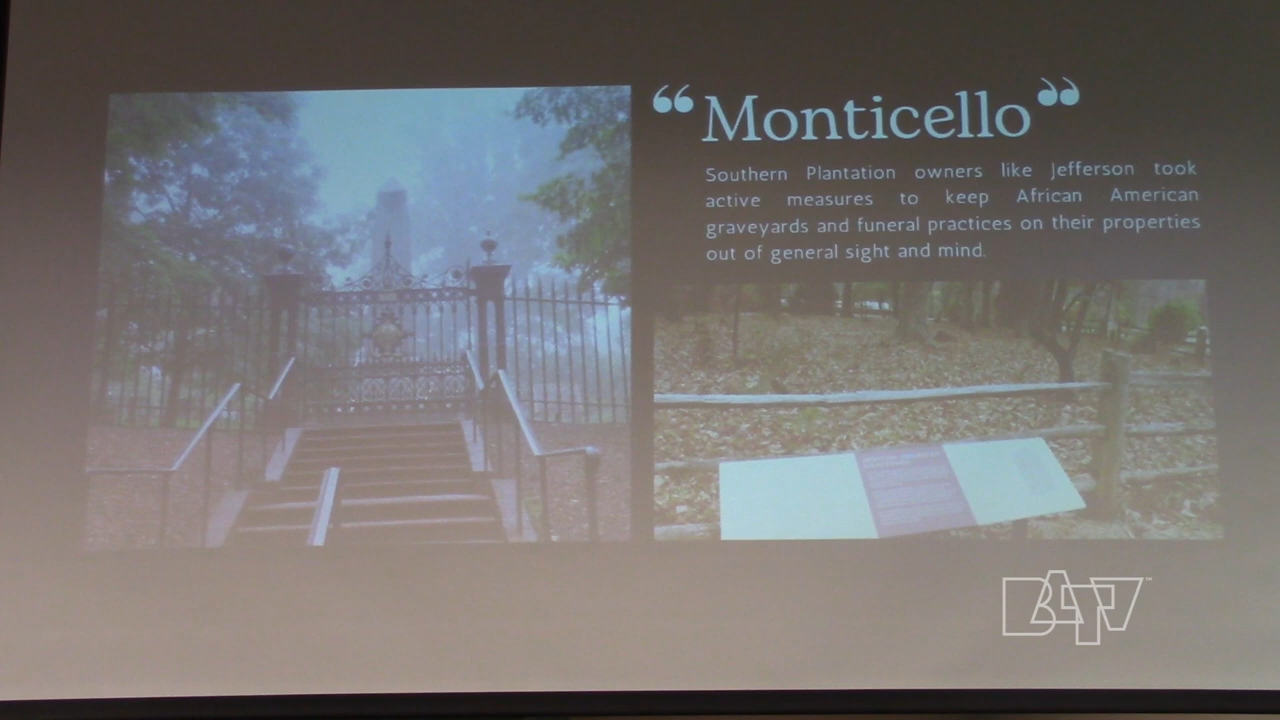 “Monticello”
Southern Plantation owners like Jefferson took
active measures to keep African American
graveyards and funeral practices on their properties
out of general sight and mind.
BATV™